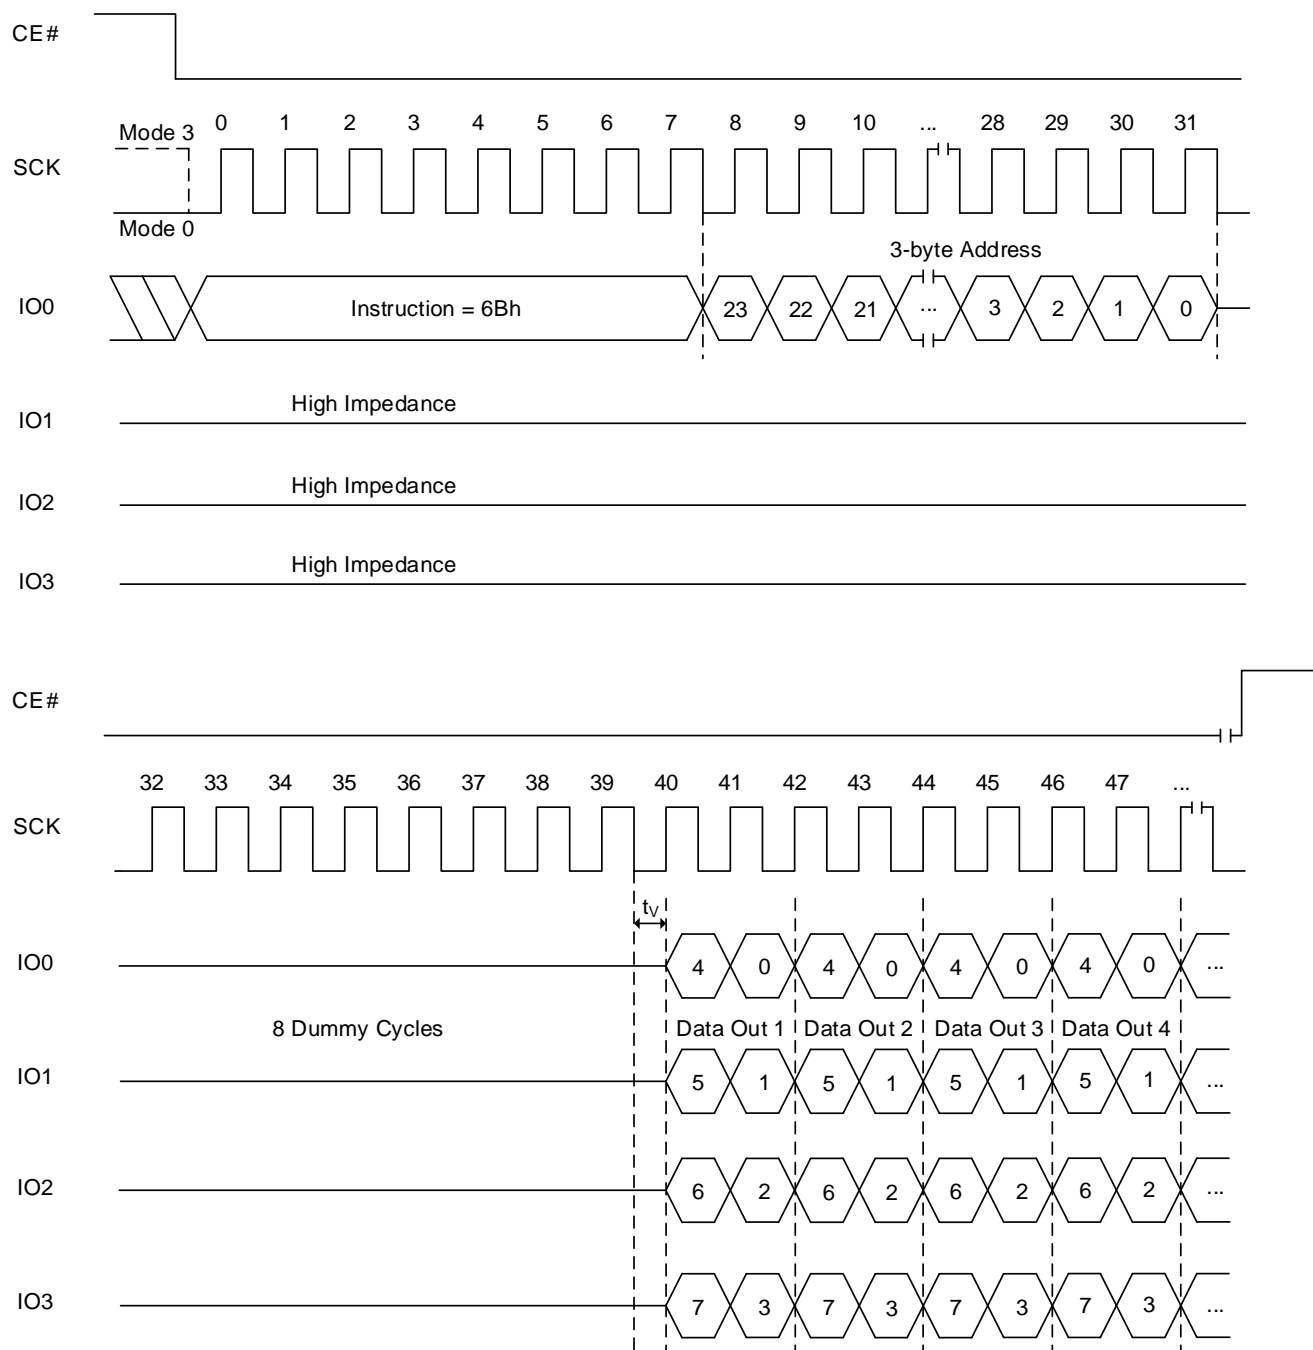 CE#
Mode 3 0 1 2 3 4 5 6 7 8 9 10 ... 28 29 30 31
SCK
Mode 0
3-byte Address
IO0 Instruction = 6Bh 23 22 21 ... 3 2 1 0
High Impedance
IO1
High Impedance
IO2
High Impedance
IO3
CE#
32 33 34 35 36 37 38 39 40 41 42 43 44 45 46 47 ...
SCK
tV
IO0 4 0 4 0 4 0 4 0 ...
8 Dummy Cycles Data Out 1 Data Out 2 Data Out 3 Data Out 4
IO1 5 1 5 1 5 1 5 1 ...
IO2 6 2 6 2 6 2 6 2 ...
IO3 7 3 7 3 7 3 7 3 ...